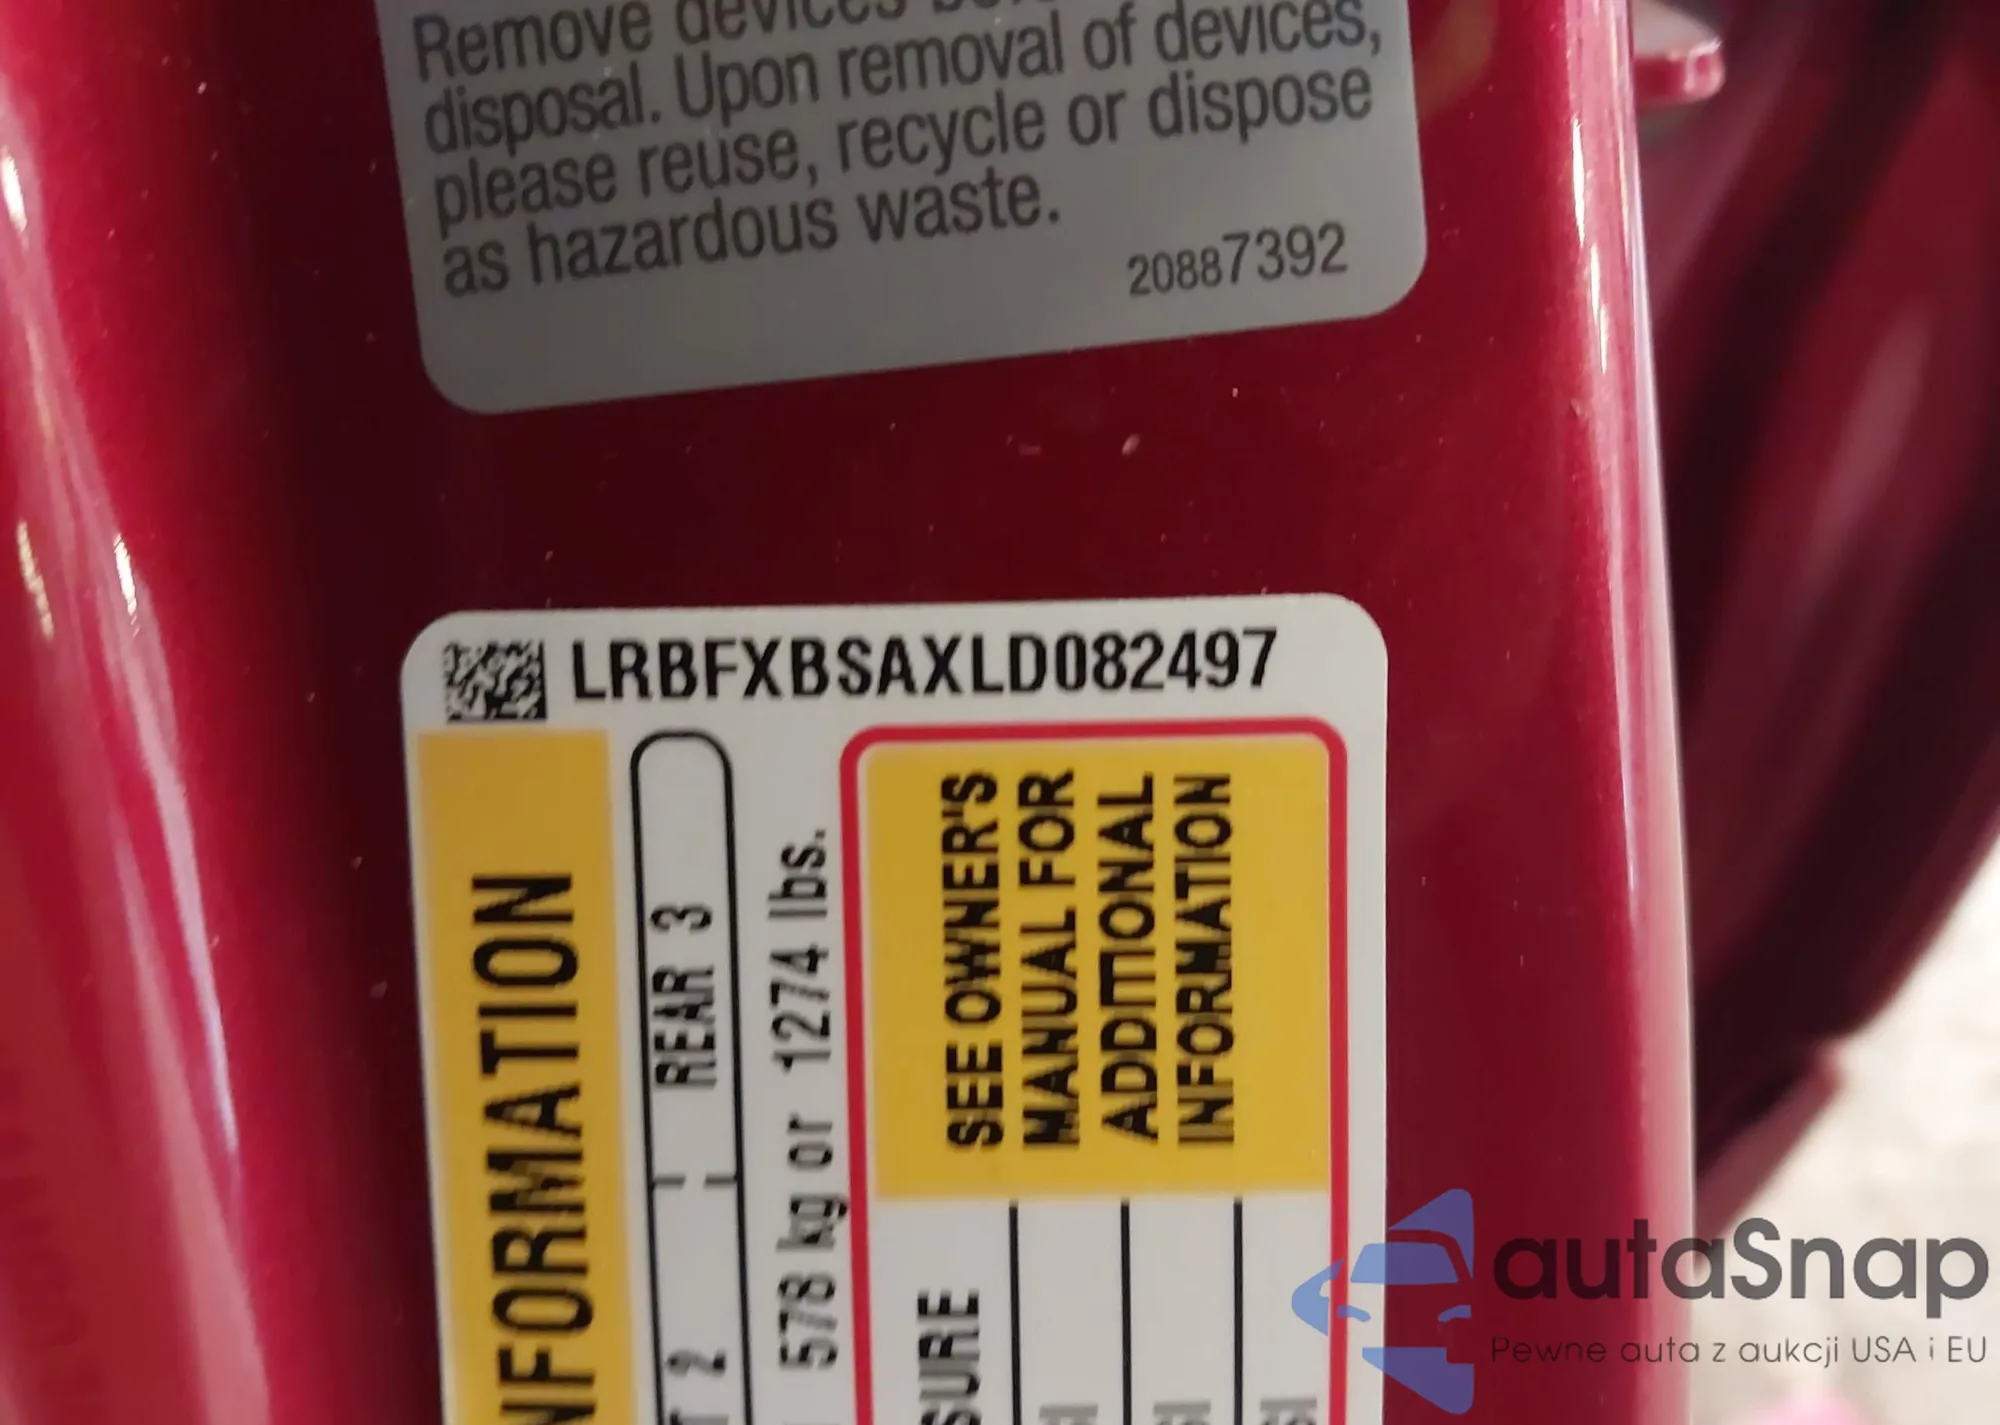 Remove devices
disposal. Upon removal of devices,
please reuse, recycle or dispose
as hazardous waste.
20887392
LRBFXBSAXLD082497
INFORMATION
2 REAR 3
578 kg or 1274 lbs.
SEE OWNER'S
MANUAL FOR
ADDITIONAL
INFORMATION
autaSnap
Pewne auta z aukcji USA i EU